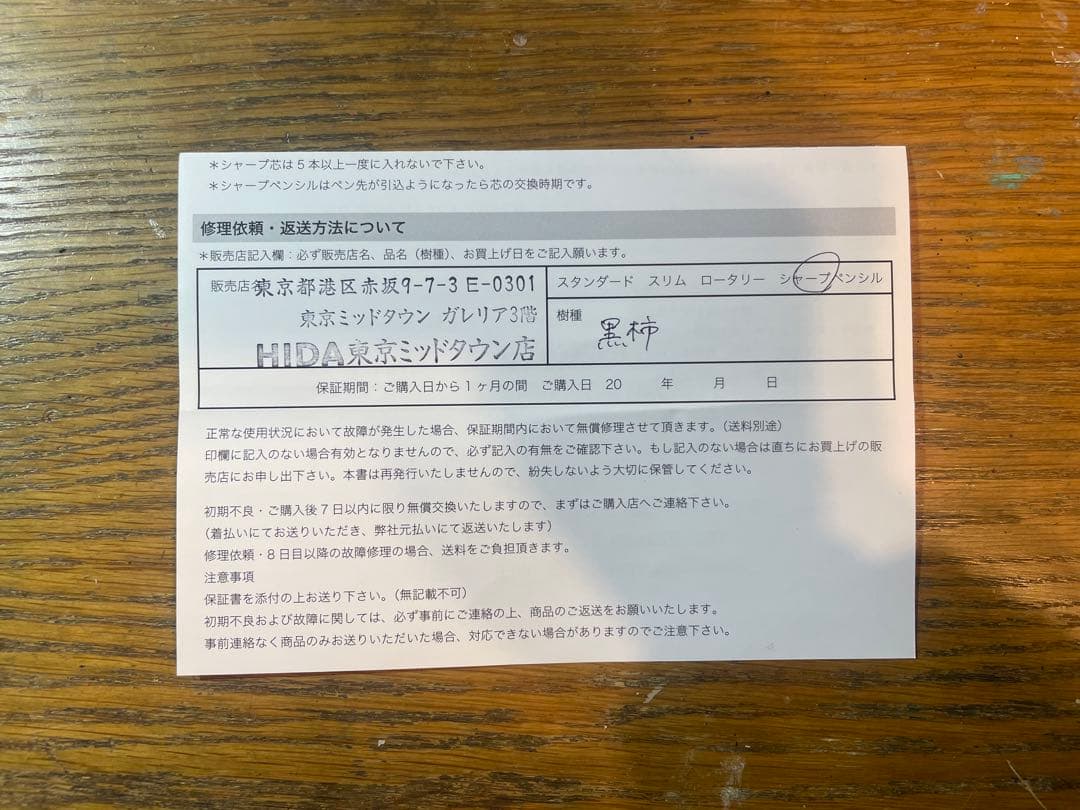 ＊シャープ芯は5本以上一度に入れないで下さい。
＊シャープペンシルはペン先が引込ようになったら芯の交換時期です。
修理依頼・返送方法について
＊販売店記入欄：必ず販売店名、品名（樹種）、お買上げ日をご記入願います。
販売店 東京都港区赤坂9-7-3 E-0301
東京ミッドタウン ガレリア3階
HIDA東京ミッドタウン店
スタンダード スリム ロータリー シャープペンシル
樹種
黒柿
保証期間：ご購入日から1ヶ月の間 ご購入日 20 年 月 日
正常な使用状況において故障が発生した場合、保証期間内において無償修理させて頂きます。（送料別途）
印欄に記入のない場合有効となりませんので、必ず記入の有無をご確認下さい。もし記入のない場合は直ちにお買上げの販
売店にお申し出下さい。本書は再発行いたしませんので、紛失しないよう大切に保管してください。
初期不良・ご購入後7日以内に限り無償交換いたしますので、まずはご購入店へご連絡下さい。
（着払いにてお送りいただき、弊社元払いにて返送いたします）
修理依頼・8日目以降の故障修理の場合、送料をご負担頂きます。
注意事項
保証書を添付の上お送り下さい。（無記載不可）
初期不良および故障に関しては、必ず事前にご連絡の上、商品のご返送をお願いいたします。
事前連絡なく商品のみお送りいただいた場合、対応できない場合がありますのでご注意下さい。